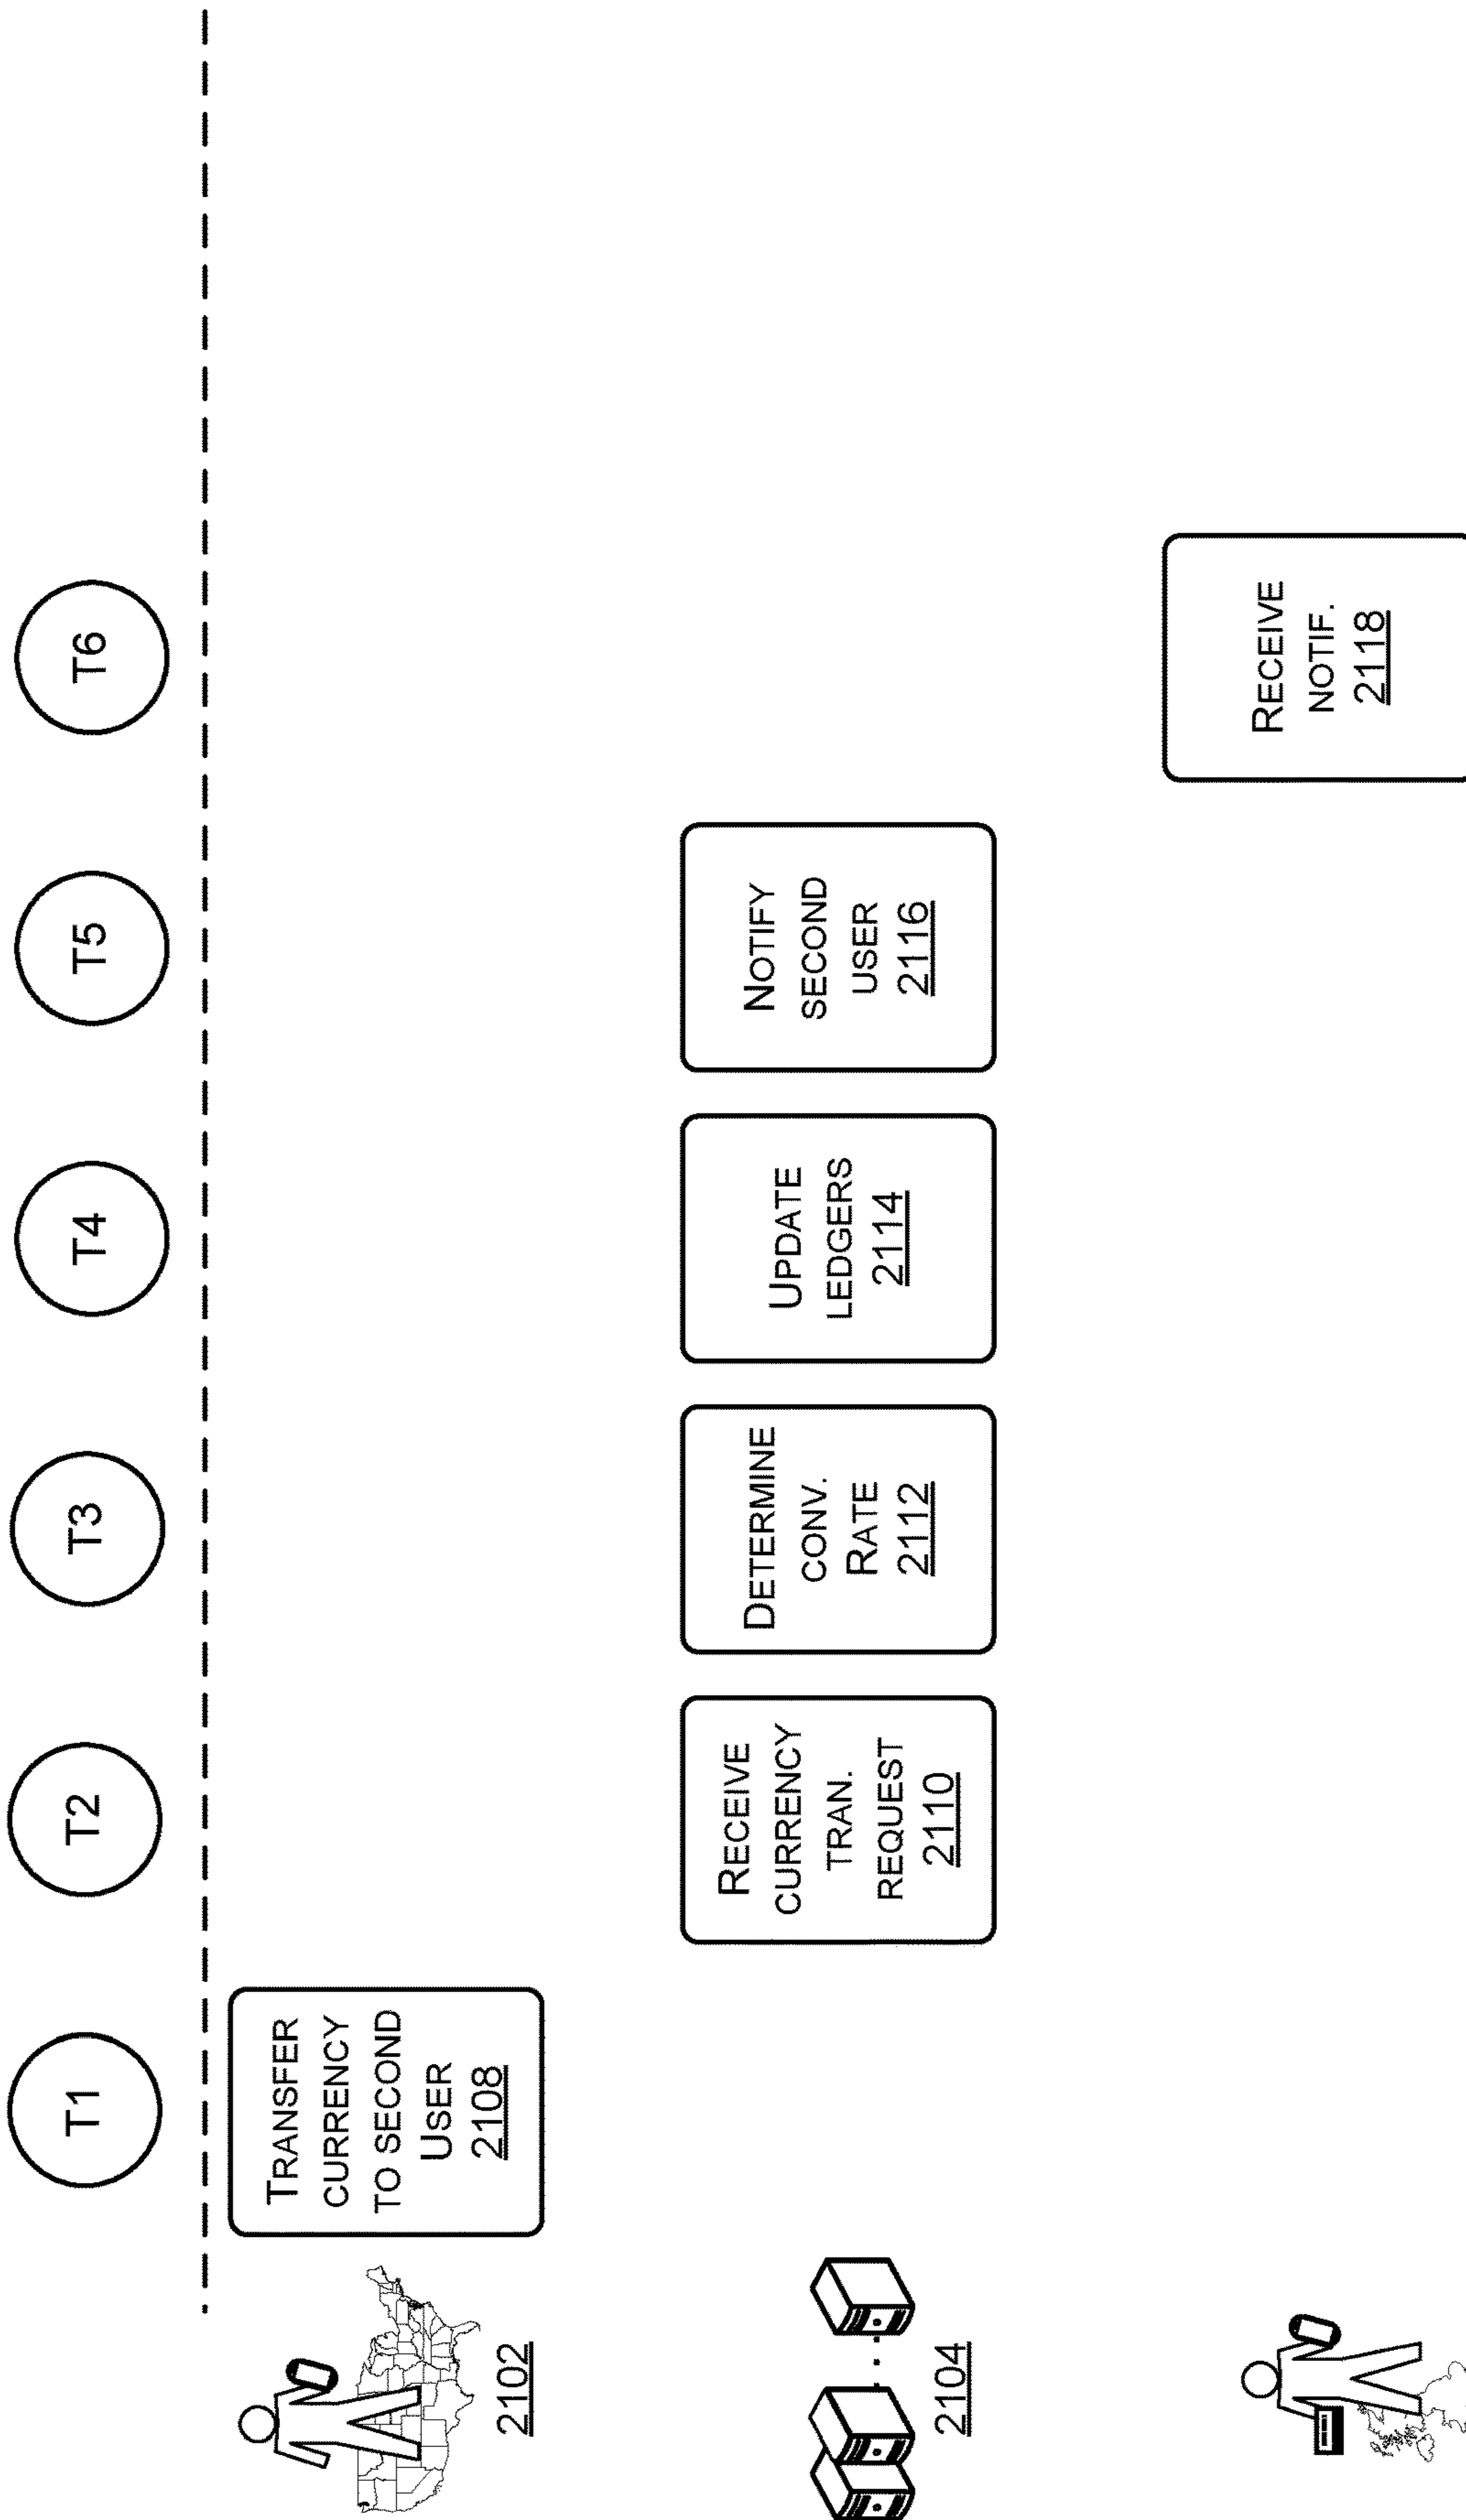 T1
T2
T3
T4
T5
T6
TRANSFER
CURRENCY
TO SECOND
USER
2108
2102
RECEIVE
CURRENCY
TRAN.
REQUEST
2110
DETERMINE
CONV.
RATE
2112
UPDATE
LEDGERS
2114
NOTIFY
SECOND
USER
2116
2104
RECEIVE
NOTIF.
2118